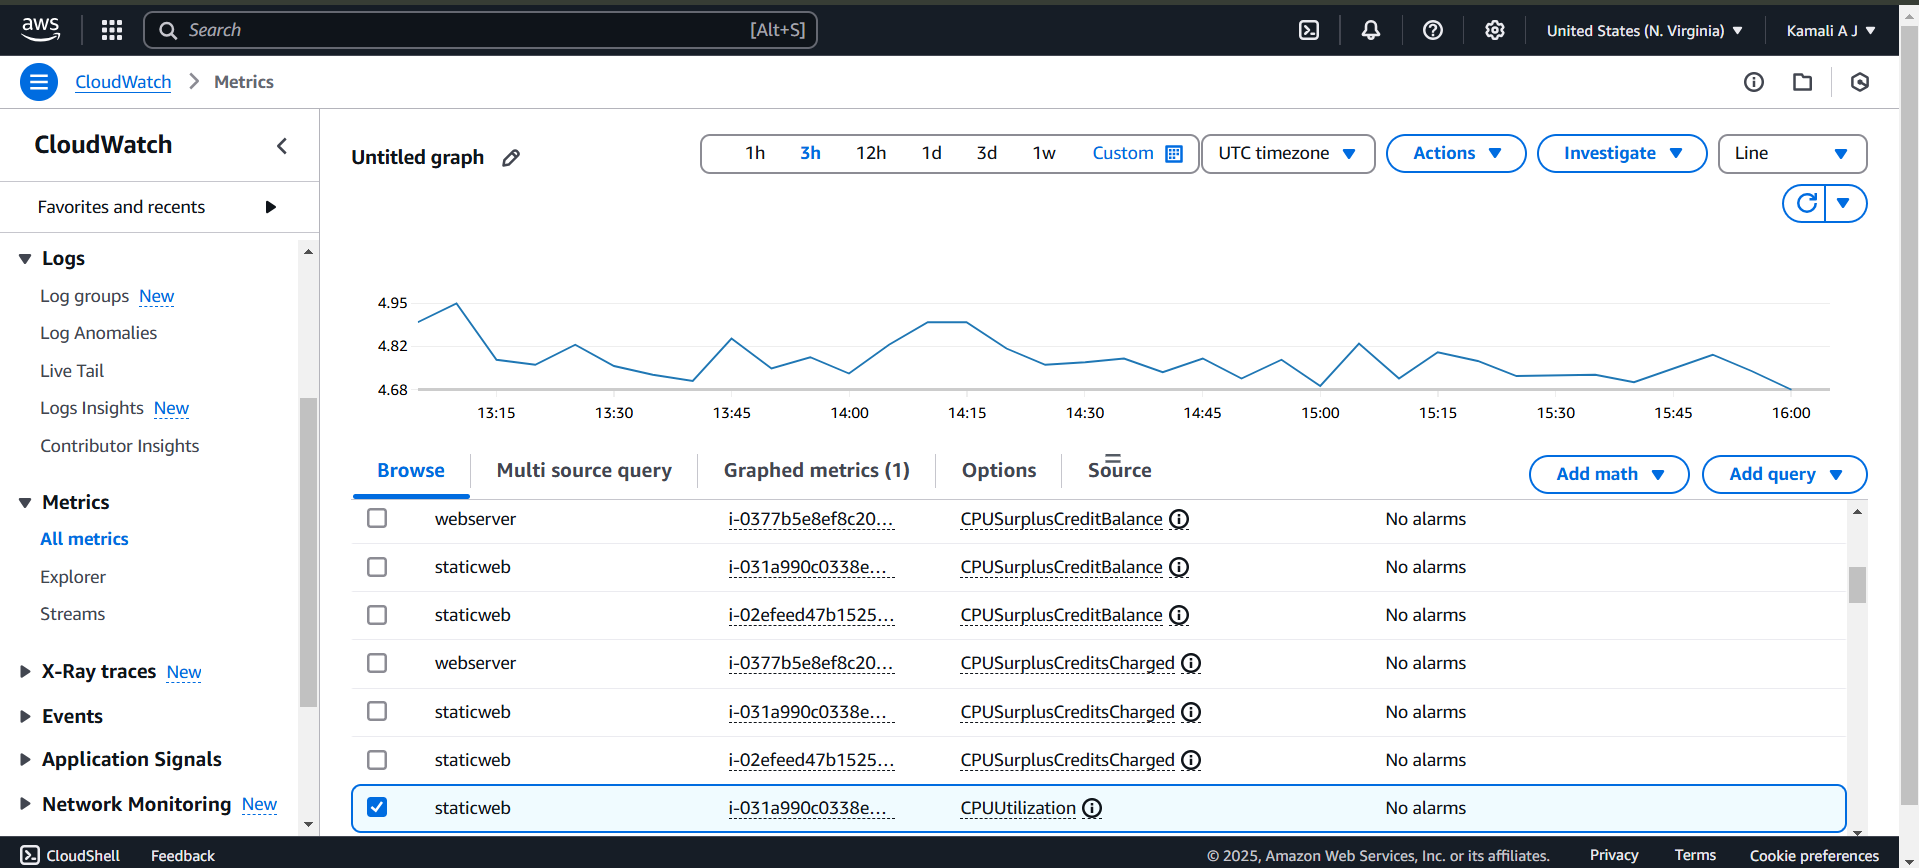 aws
Search [Alt+S]
United States (N. Virginia)
Kamali A J
CloudWatch
Metrics
CloudWatch
Favorites and recents
Logs
Log groups New
Log Anomalies
Live Tail
Logs Insights New
Contributor Insights
Metrics
All metrics
Explorer
Streams
X-Ray traces New
Events
Application Signals
Network Monitoring New
Untitled graph
1h 3h 12h 1d 3d 1w Custom
UTC timezone
Actions
Investigate
Line
4.95
4.82
4.68
13:15 13:30 13:45 14:00 14:15 14:30 14:45 15:00 15:15 15:30 15:45 16:00
Browse Multi source query Graphed metrics (1) Options Source
Add math
Add query
webserver i-0377b5e8ef8c20... CPUSurplusCreditBalance No alarms
staticweb i-031a990c0338e... CPUSurplusCreditBalance No alarms
staticweb i-02efeed47b1525... CPUSurplusCreditBalance No alarms
webserver i-0377b5e8ef8c20... CPUSurplusCreditsCharged No alarms
staticweb i-031a990c0338e... CPUSurplusCreditsCharged No alarms
staticweb i-02efeed47b1525... CPUSurplusCreditsCharged No alarms
staticweb i-031a990c0338e... CPUUtilization No alarms
CloudShell Feedback
© 2025, Amazon Web Services, Inc. or its affiliates. Privacy Terms Cookie preferences